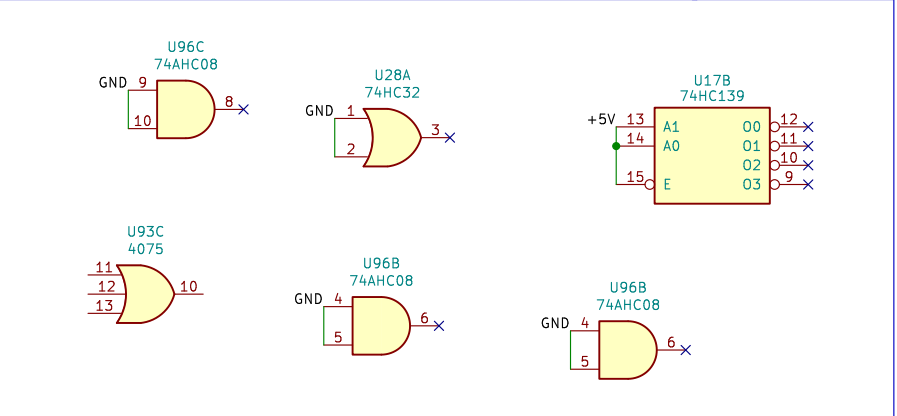 U96C
74AHC08
GND 9
10
8
U28A
74HC32
GND 1
2
3
U17B
74HC139
+5V 13 A1 O0 12
14 A0 O1 11
O2 10
15 E O3 9
U93C
4075
11
12 10
13
U96B
74AHC08
GND 4
6
5
U96B
74AHC08
GND 4
6
5